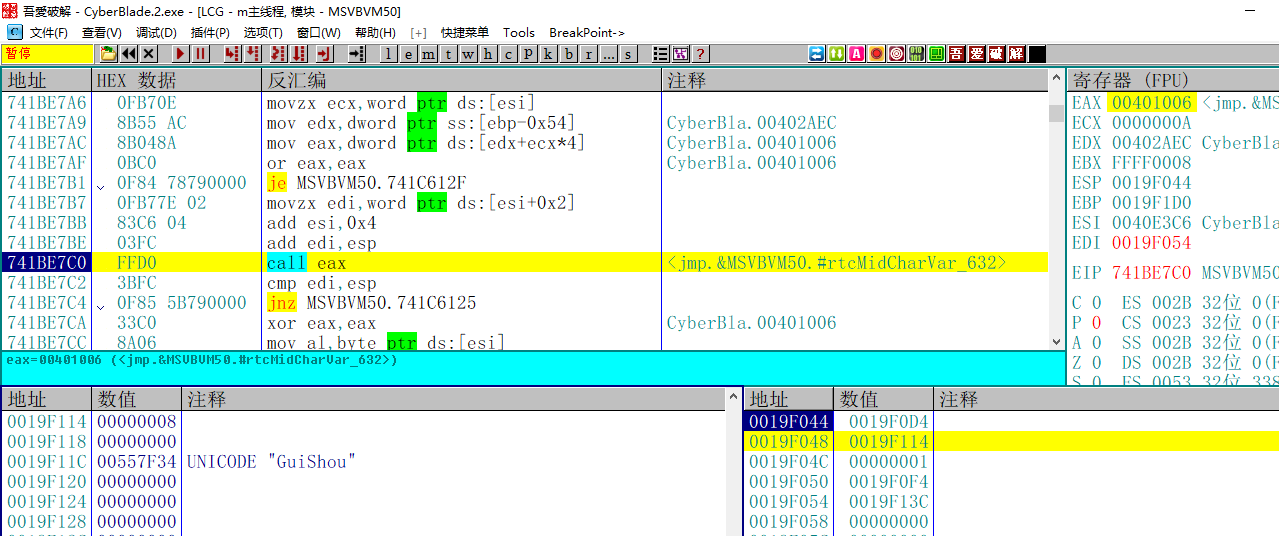 吾愛破解 - CyberBlade.2.exe - [LCG - m主线程, 模块 - MSVBVM50]
文件(F) 查看(V) 调试(D) 插件(P) 选项(T) 窗口(W) 帮助(H) [+] 快捷菜单 Tools BreakPoint->
暂停 l e m t w h c p k b r ... s ? A 吾 爱 破 解
地址 HEX 数据 反汇编 注释 寄存器 (FPU)
741BE7A6 0FB70E movzx ecx,word ptr ds:[esi] EAX 00401006 <jmp.&MS
741BE7A9 8B55 AC mov edx,dword ptr ss:[ebp-0x54] CyberBla.00402AEC ECX 0000000A
741BE7AC 8B048A mov eax,dword ptr ds:[edx+ecx*4] CyberBla.00401006 EDX 00402AEC CyberBl
741BE7AF 0BC0 or eax,eax CyberBla.00401006 EBX FFFF0008
741BE7B1 0F84 78790000 je MSVBVM50.741C612F ESP 0019F044
741BE7B7 0FB77E 02 movzx edi,word ptr ds:[esi+0x2] EBP 0019F1D0
741BE7BB 83C6 04 add esi,0x4 ESI 0040E3C6 CyberBl
741BE7BE 03FC add edi,esp EDI 0019F054
741BE7C0 FFD0 call eax <jmp.&MSVBVM50.#rtcMidCharVar_632> EIP 741BE7C0 MSVBVM5
741BE7C2 3BFC cmp edi,esp
741BE7C4 0F85 5B790000 jnz MSVBVM50.741C6125 C 0 ES 002B 32位 0(F
741BE7CA 33C0 xor eax,eax CyberBla.00401006 P 0 CS 0023 32位 0(F
741BE7CC 8A06 mov al,byte ptr ds:[esi] A 0 SS 002B 32位 0(F
eax=00401006 (<jmp.&MSVBVM50.#rtcMidCharVar_632>) Z 0 DS 002B 32位 0(F
S 0 FS 0053 32位 338
地址 数值 注释 地址 数值 注释
0019F114 00000008 0019F044 0019F0D4
0019F118 00000000 0019F048 0019F114
0019F11C 00557F34 UNICODE "GuiShou" 0019F04C 00000001
0019F120 00000000 0019F050 0019F0F4
0019F124 00000000 0019F054 0019F13C
0019F128 00000000 0019F058 00000000